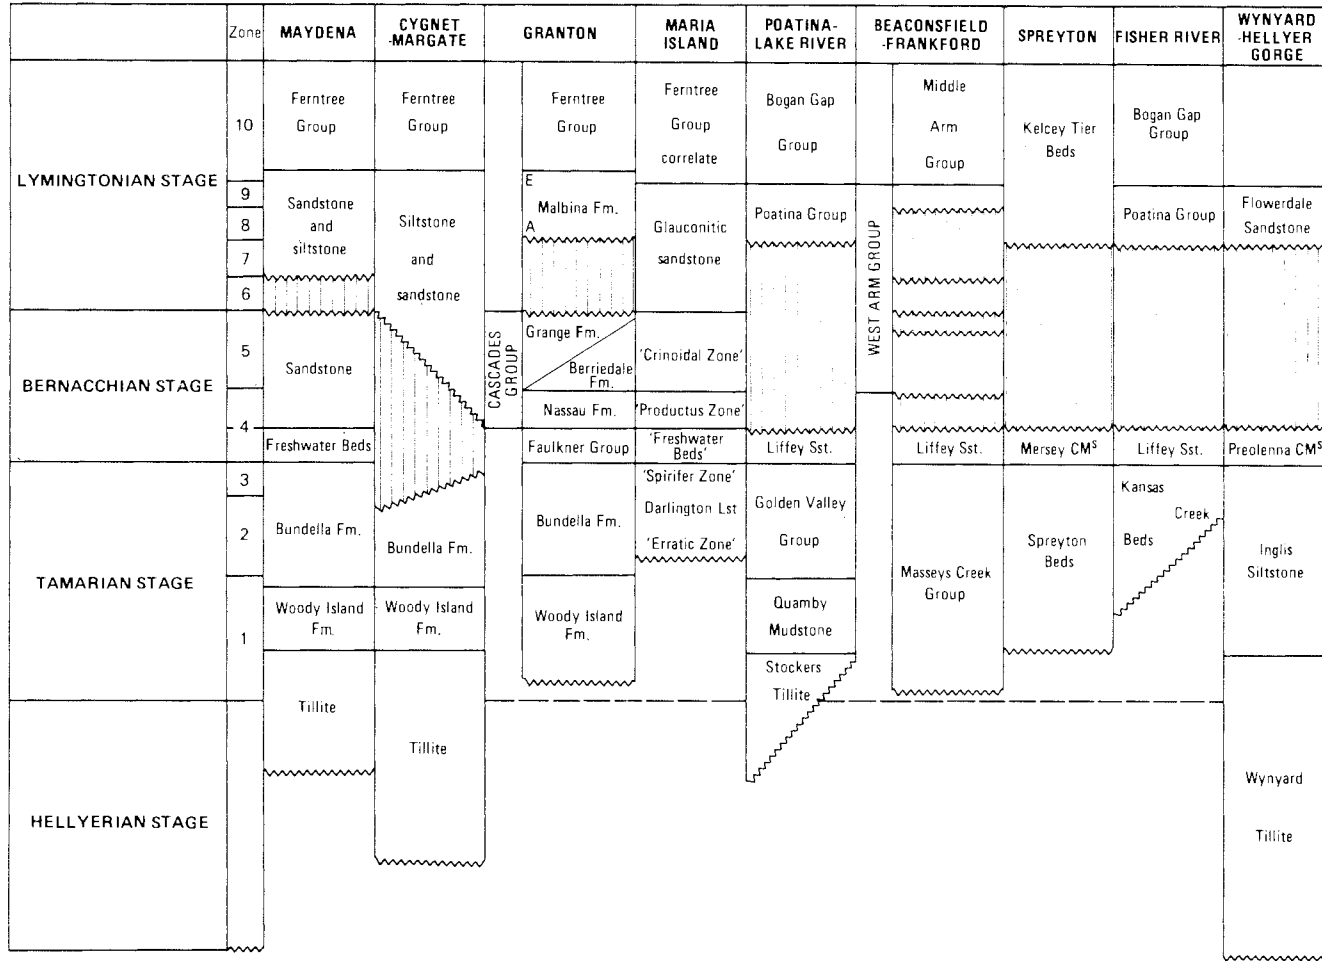 Zone
MAYDENA
CYGNET
-MARGATE
GRANTON
MARIA
ISLAND
POATINA-
LAKE RIVER
BEACONSFIELD
-FRANKFORD
SPREYTON
FISHER RIVER
WYNYARD
-HELLYER
GORGE
LYMINGTONIAN STAGE
BERNACCHIAN STAGE
TAMARIAN STAGE
HELLYERIAN STAGE
10
9
8
7
6
5
4
3
2
1
Ferntree
Group
Sandstone
and
siltstone
Sandstone
Freshwater Beds
Bundella Fm.
Woody Island
Fm.
Tillite
Ferntree
Group
Siltstone
and
sandstone
Bundella Fm.
Woody Island
Fm.
Tillite
CASCADES
GROUP
Ferntree
Group
E
Malbina Fm.
A
Grange Fm.
Berriedale
Fm.
Nassau Fm.
Faulkner Group
Bundella Fm.
Woody Island
Fm.
Ferntree
Group
correlate
Glauconitic
sandstone
'Crinoidal Zone'
'Productus Zone'
'Freshwater
Beds'
'Spirifer Zone'
Darlington Lst
'Erratic Zone'
Bogan Gap
Group
Poatina Group
Liffey Sst.
Golden Valley
Group
Quamby
Mudstone
Stockers
Tillite
WEST ARM GROUP
Middle
Arm
Group
Liffey Sst.
Masseys Creek
Group
Kelcey Tier
Beds
Mersey CMs
Spreyton
Beds
Bogan Gap
Group
Poatina Group
Liffey Sst.
Kansas
Creek
Beds
Flowerdale
Sandstone
Preolenna CMs
Inglis
Siltstone
Wynyard
Tillite